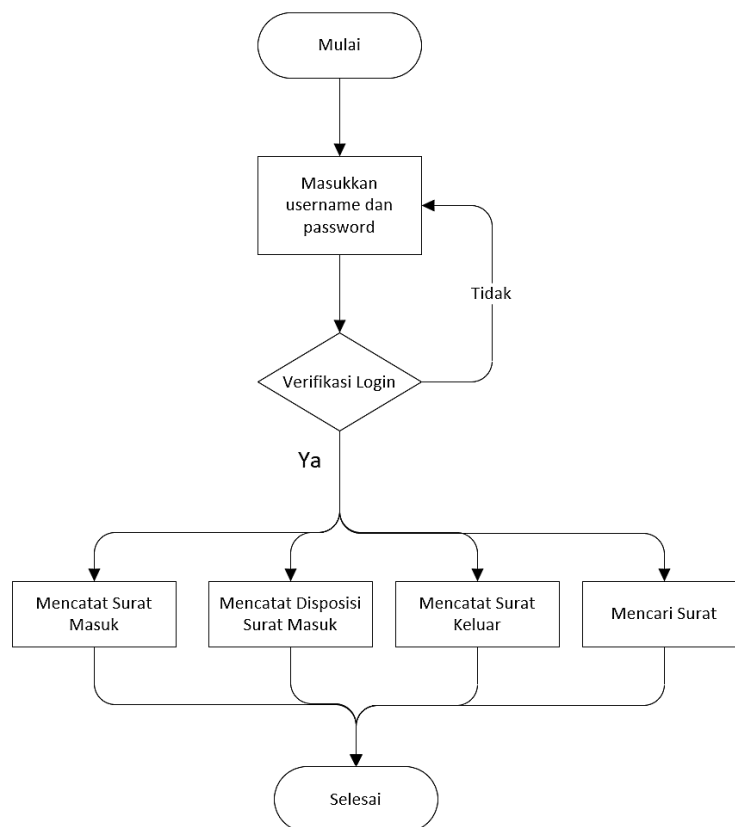 Mulai
Masukkan
username dan
password
Tidak
Verifikasi Login
Ya
Mencatat Surat
Masuk
Mencatat Disposisi
Surat Masuk
Mencatat Surat
Keluar
Mencari Surat
Selesai